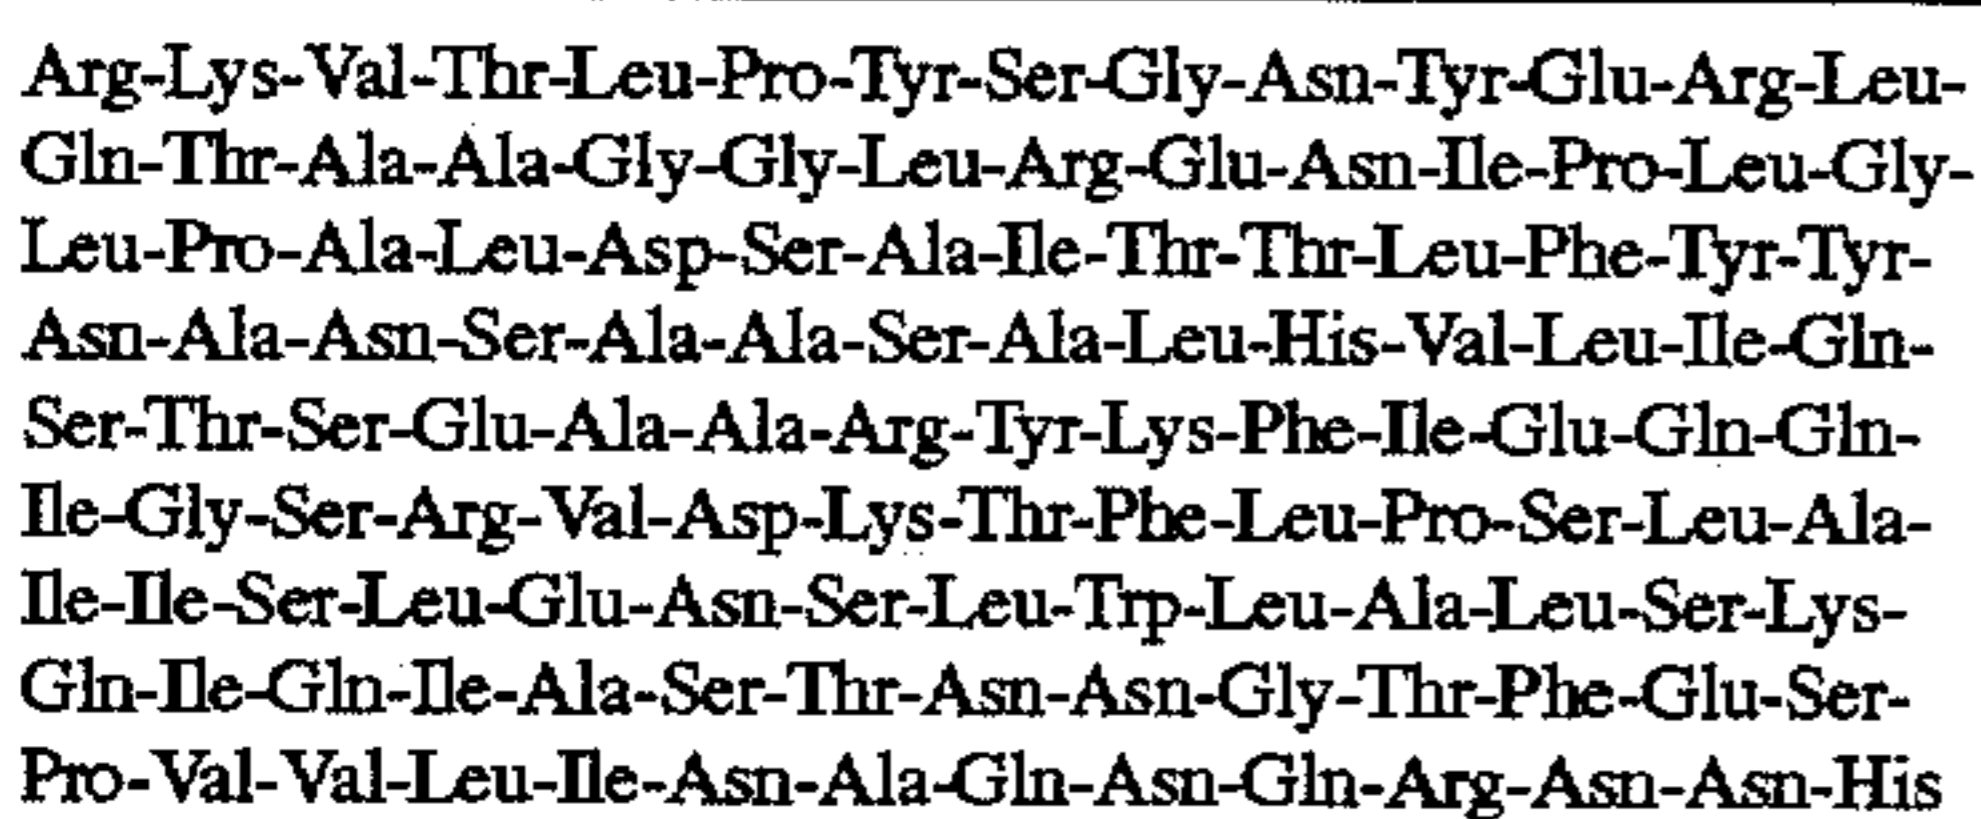 Arg-Lys-Val-Thr-Leu-Pro-Tyr-Ser-Gly-Asn-Tyr-Glu-Arg-Leu-
Gln-Thr-Ala-Ala-Gly-Gly-Leu-Arg-Glu-Asn-Ile-Pro-Leu-Gly-
Leu-Pro-Ala-Leu-Asp-Ser-Ala-Ile-Thr-Thr-Leu-Phe-Tyr-Tyr-
Asn-Ala-Asn-Ser-Ala-Ala-Ser-Ala-Leu-His-Val-Leu-Ile-Gln-
Ser-Thr-Ser-Glu-Ala-Ala-Arg-Tyr-Lys-Phe-Ile-Glu-Gln-Gln-
Ile-Gly-Ser-Arg-Val-Asp-Lys-Thr-Phe-Leu-Pro-Ser-Leu-Ala-
Ile-Ile-Ser-Leu-Glu-Asn-Ser-Leu-Trp-Leu-Ala-Leu-Ser-Lys-
Gln-Ile-Gln-Ile-Ala-Ser-Thr-Asn-Asn-Gly-Thr-Phe-Glu-Ser-
Pro-Val-Val-Leu-Ile-Asn-Ala-Gln-Asn-Gln-Arg-Asn-Asn-His